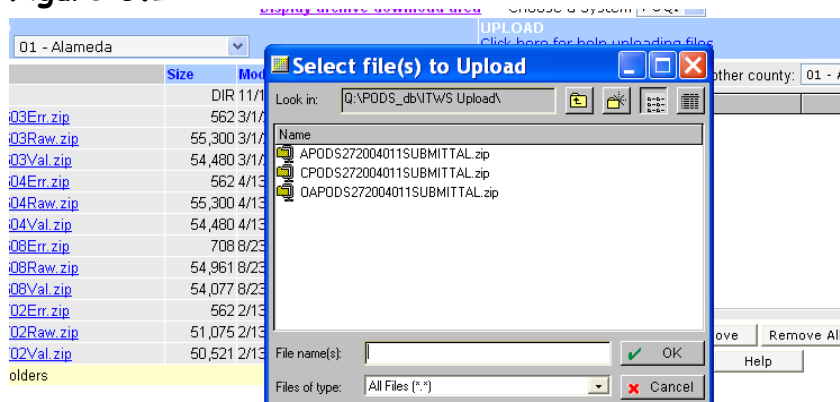 Display archive download area Choose a System
01 - Alameda
UPLOAD
Click here for help uploading files
Select file(s) to Upload
other county: 01 - A
Size Mod
DIR 11/1
03Err.zip 562 3/1/
03Raw.zip 55,300 3/1/
03Val.zip 54,480 3/1/
04Err.zip 562 4/13
04Raw.zip 55,300 4/13
04Val.zip 54,480 4/13
08Err.zip 708 8/23
08Raw.zip 54,961 8/23
08Val.zip 54,077 8/23
02Err.zip 562 2/13
02Raw.zip 51,075 2/13
02Val.zip 50,521 2/13
olders
Look in: Q:\PODS_db\ITWS Upload\
Name
APODS272004011SUBMITTAL.zip
CPODS272004011SUBMITTAL.zip
OAPODS272004011SUBMITTAL.zip
File name(s): OK
Files of type: All Files (*.*) Cancel
ove Remove All
Help